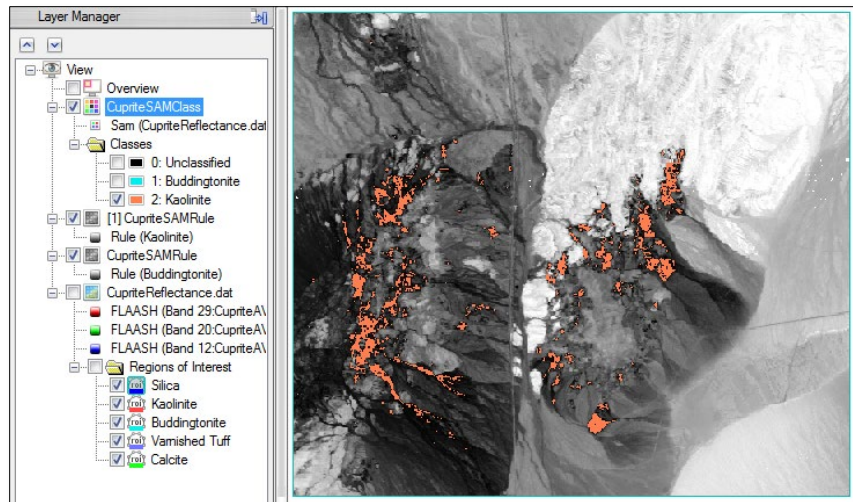 Layer Manager
View
Overview
CupriteSAMClass
Sam (CupriteReflectance.dat
Classes
0: Unclassified
1: Buddingtonite
2: Kaolinite
[1] CupriteSAMRule
Rule (Kaolinite)
CupriteSAMRule
Rule (Buddingtonite)
CupriteReflectance.dat
FLAASH (Band 29:CupriteA
FLAASH (Band 20:CupriteA
FLAASH (Band 12:CupriteA
Regions of Interest
Silica
Kaolinite
Buddingtonite
Varnished Tuff
Calcite